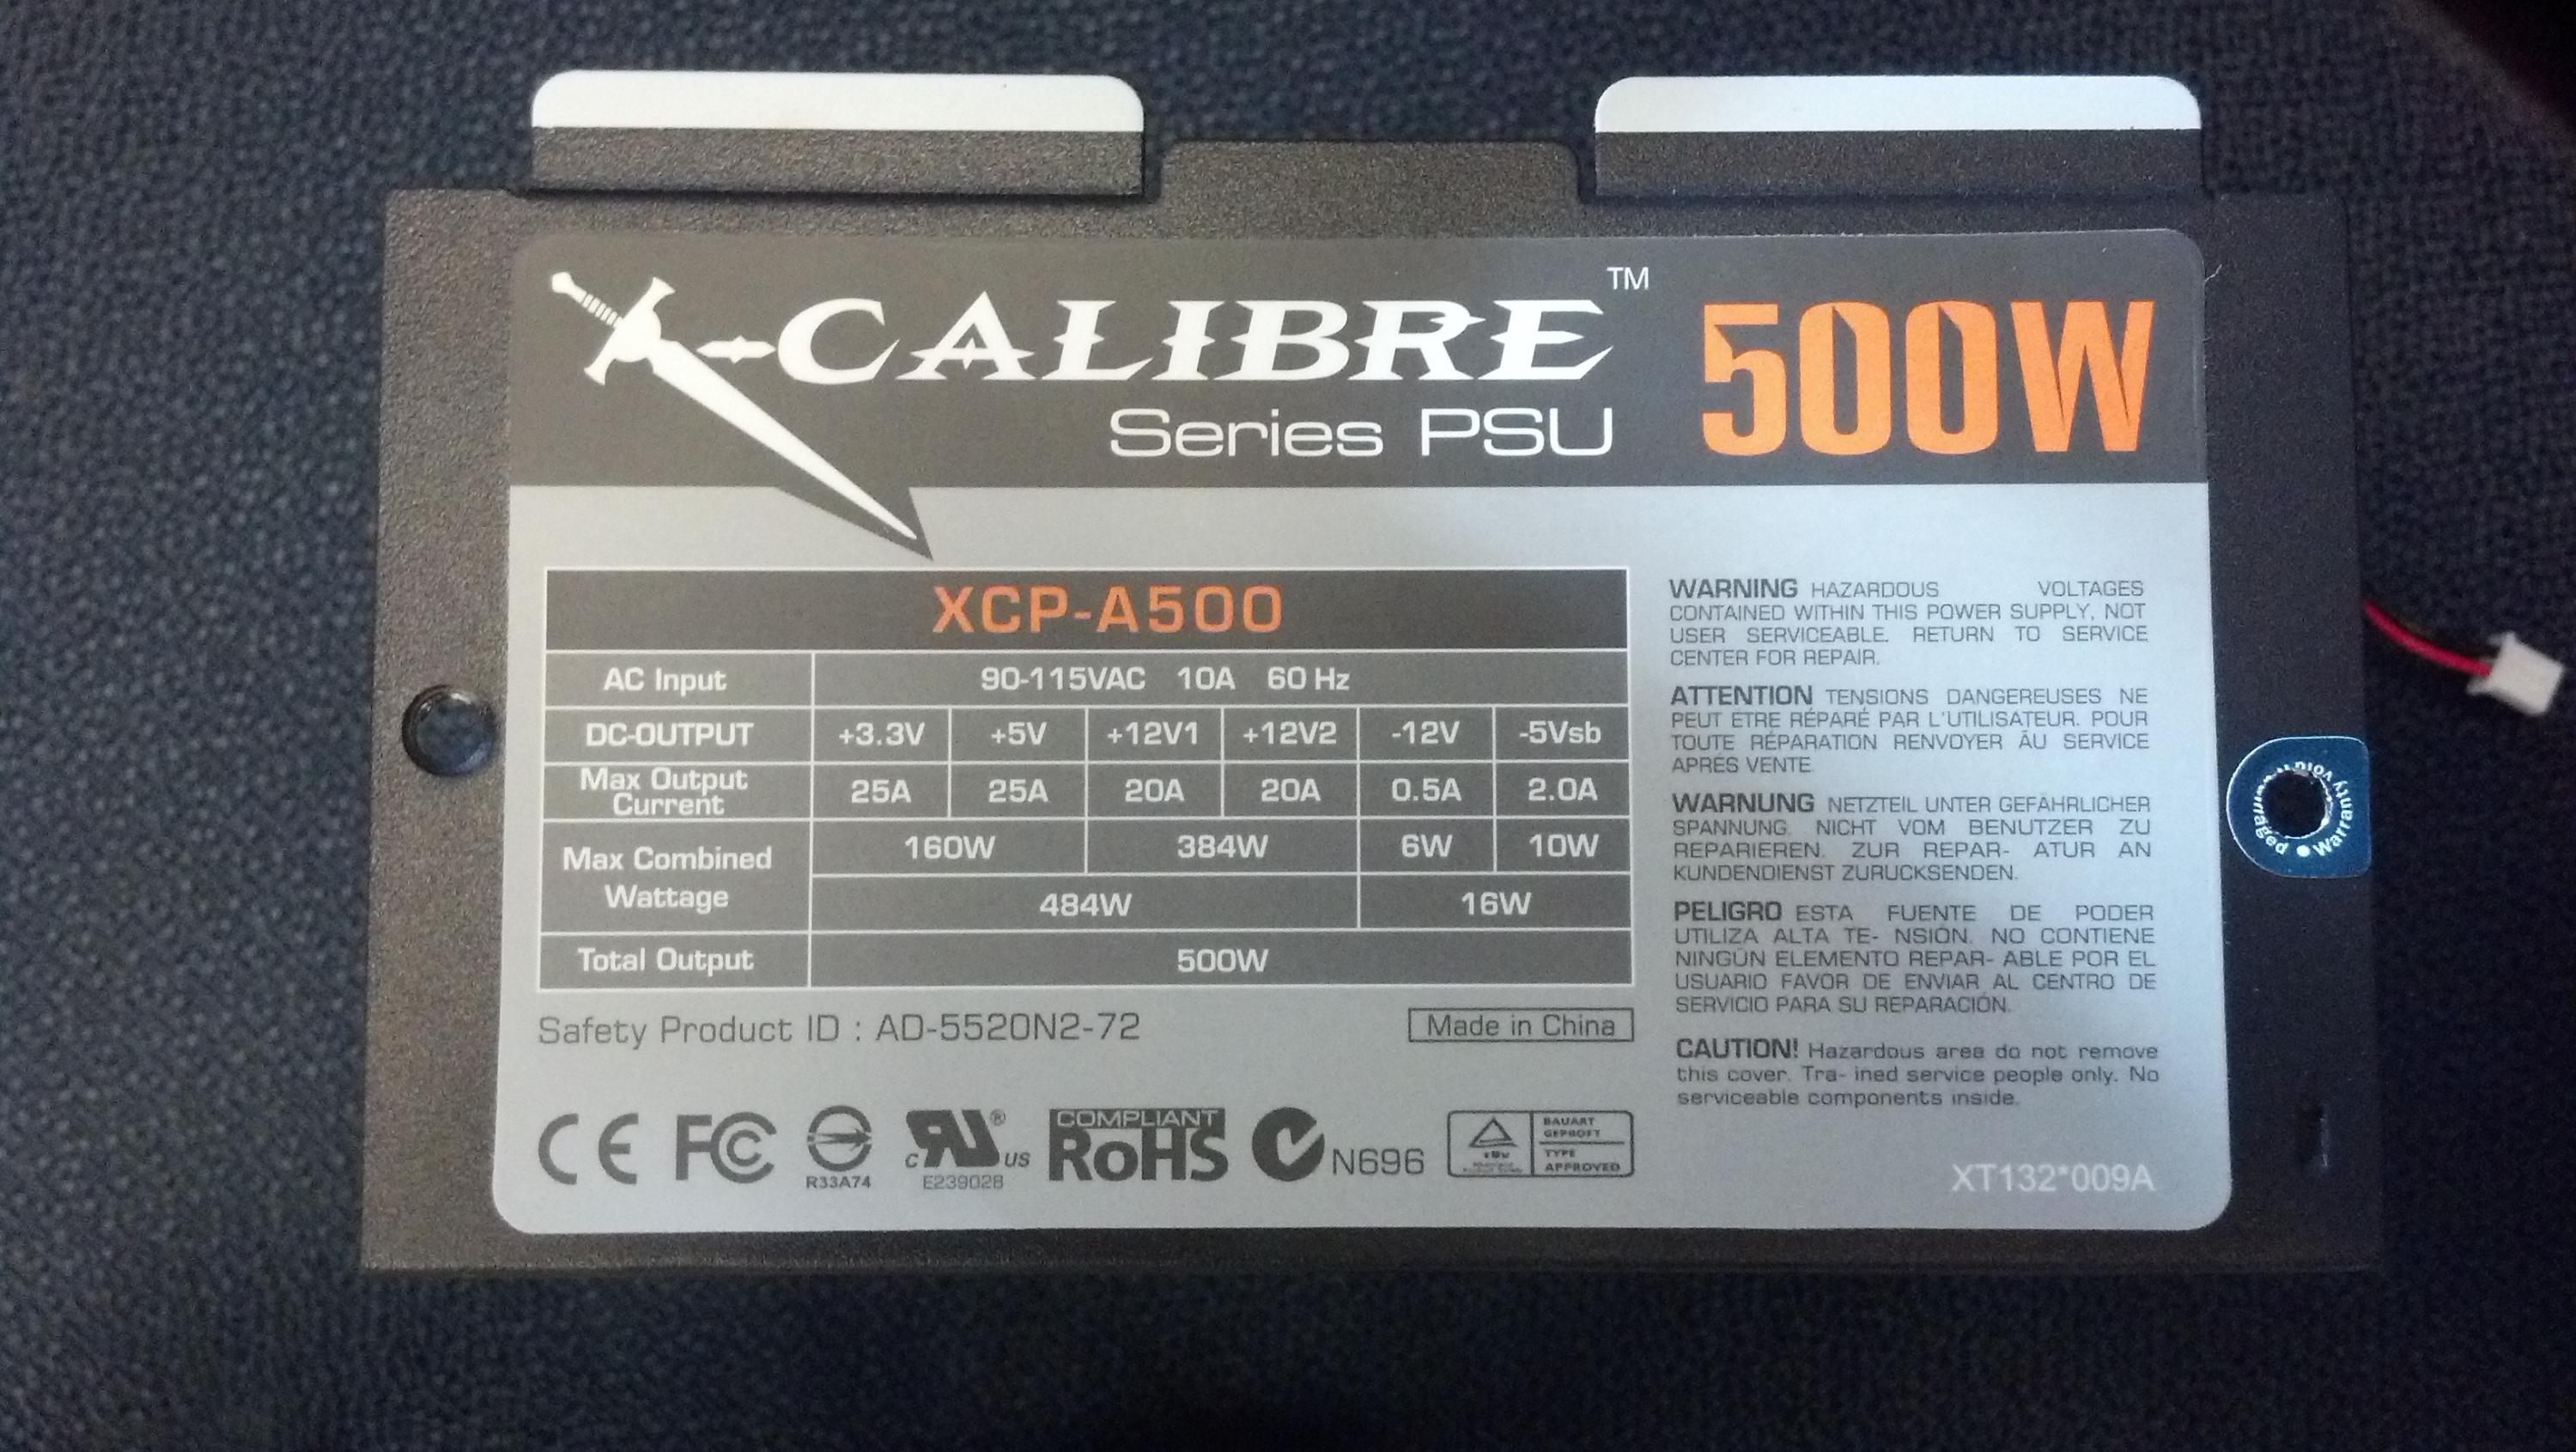 X-CALIBRE™
Series PSU
500W
XCP-A500
AC Input 90-115VAC 10A 60 Hz
DC-OUTPUT +3.3V +5V +12V1 +12V2 -12V -5Vsb
Max Output Current 25A 25A 20A 20A 0.5A 2.0A
Max Combined Wattage 160W 384W 6W 10W
484W 16W
Total Output 500W
Safety Product ID : AD-5520N2-72
Made in China
CE FC R33A74 c RU ® US E239028 COMPLIANT RoHS N696
BAUART
GEPRÜFT
TYPE
APPROVED
WARNING HAZARDOUS VOLTAGES
CONTAINED WITHIN THIS POWER SUPPLY, NOT
USER SERVICEABLE. RETURN TO SERVICE
CENTER FOR REPAIR.
ATTENTION TENSIONS DANGEREUSES NE
PEUT ETRE RÉPARÉ PAR L'UTILISATEUR. POUR
TOUTE RÉPARATION RENVOYER ÃU SERVICE
APRÉS VENTE.
WARNUNG NETZTEIL UNTER GEFÄHRLICHER
SPANNUNG. NICHT VOM BENUTZER ZU
REPARIEREN. ZUR REPAR- ATUR AN
KUNDENDIENST ZURUCKSENDEN.
PELIGRO ESTA FUENTE DE PODER
UTILIZA ALTA TE- NSIÓN. NO CONTIENE
NINGÚN ELEMENTO REPAR- ABLE POR EL
USUARIO FAVOR DE ENVIAR AL CENTRO DE
SERVICIO PARA SU REPARACIÓN.
CAUTION! Hazardous area do not remove
this cover. Tra- ined service people only. No
serviceable components inside.
XT132*009A
Warranty void